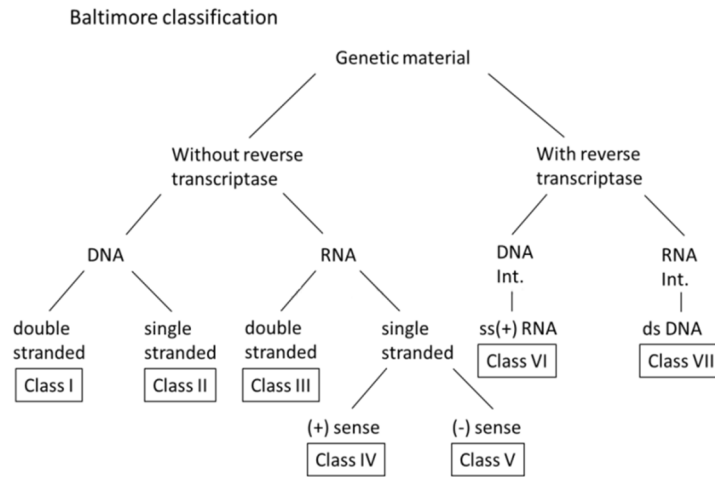 Baltimore classification
Genetic material
Without reverse
transcriptase
With reverse
transcriptase
DNA
RNA
DNA
Int.
RNA
Int.
double
stranded
Class I
single
stranded
Class II
double
stranded
Class III
single
stranded
ss(+) RNA
Class VI
ds DNA
Class VII
(+) sense
Class IV
(-) sense
Class V